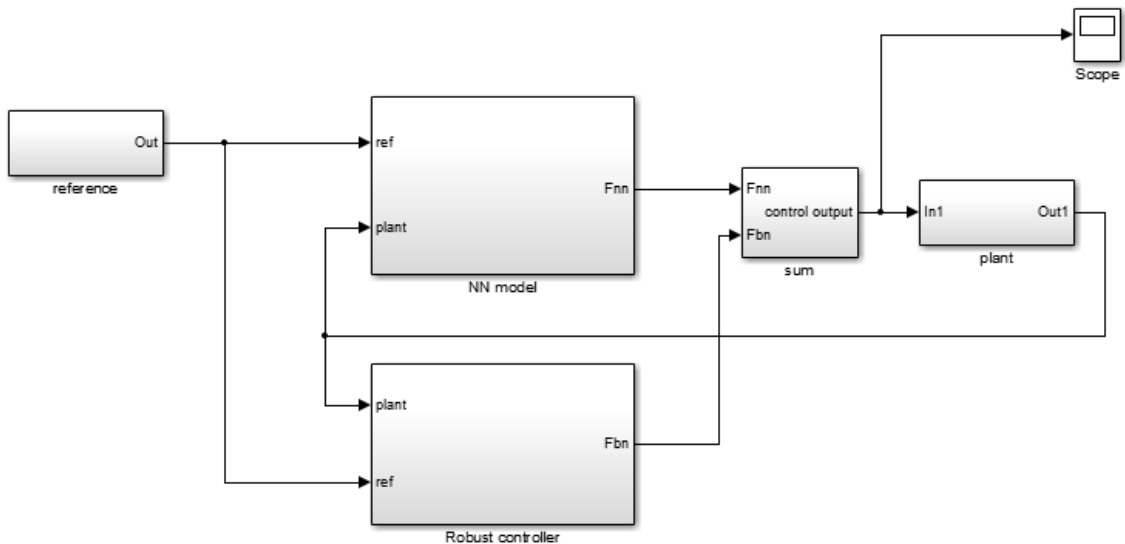 Scope
Out
reference
ref
plant
Fnn
NN model
Fnn
control output
Fbn
sum
In1
Out1
plant
plant
ref
Fbn
Robust controller